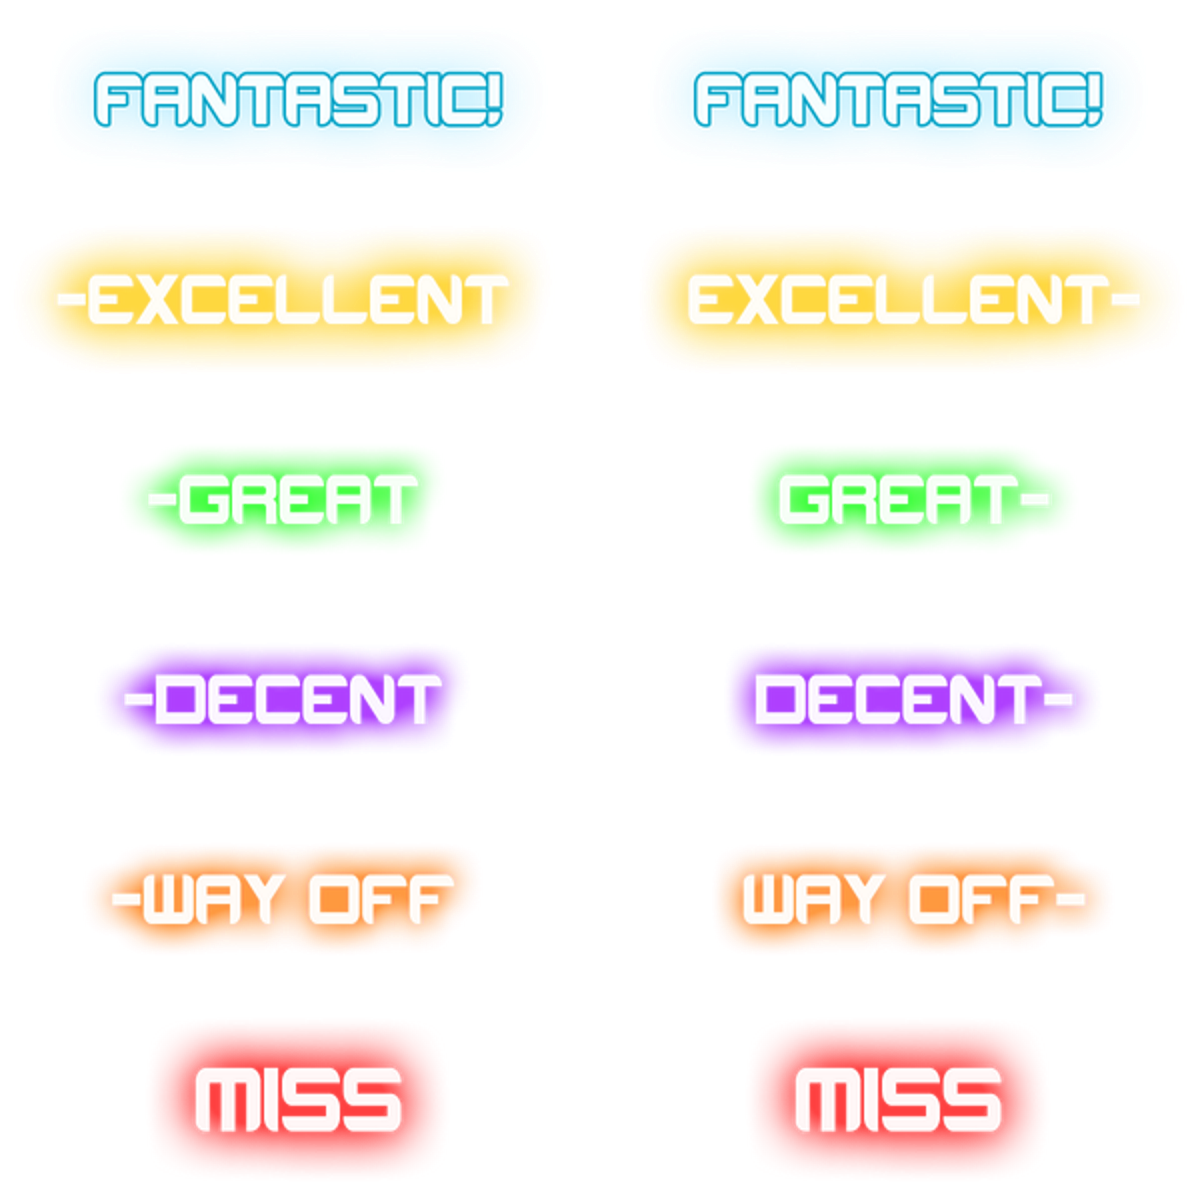 FANTASTIC! FANTASTIC!
-EXCELLENT EXCELLENT-
-GREAT GREAT-
-DECENT DECENT-
-WAY OFF WAY OFF-
MISS MISS